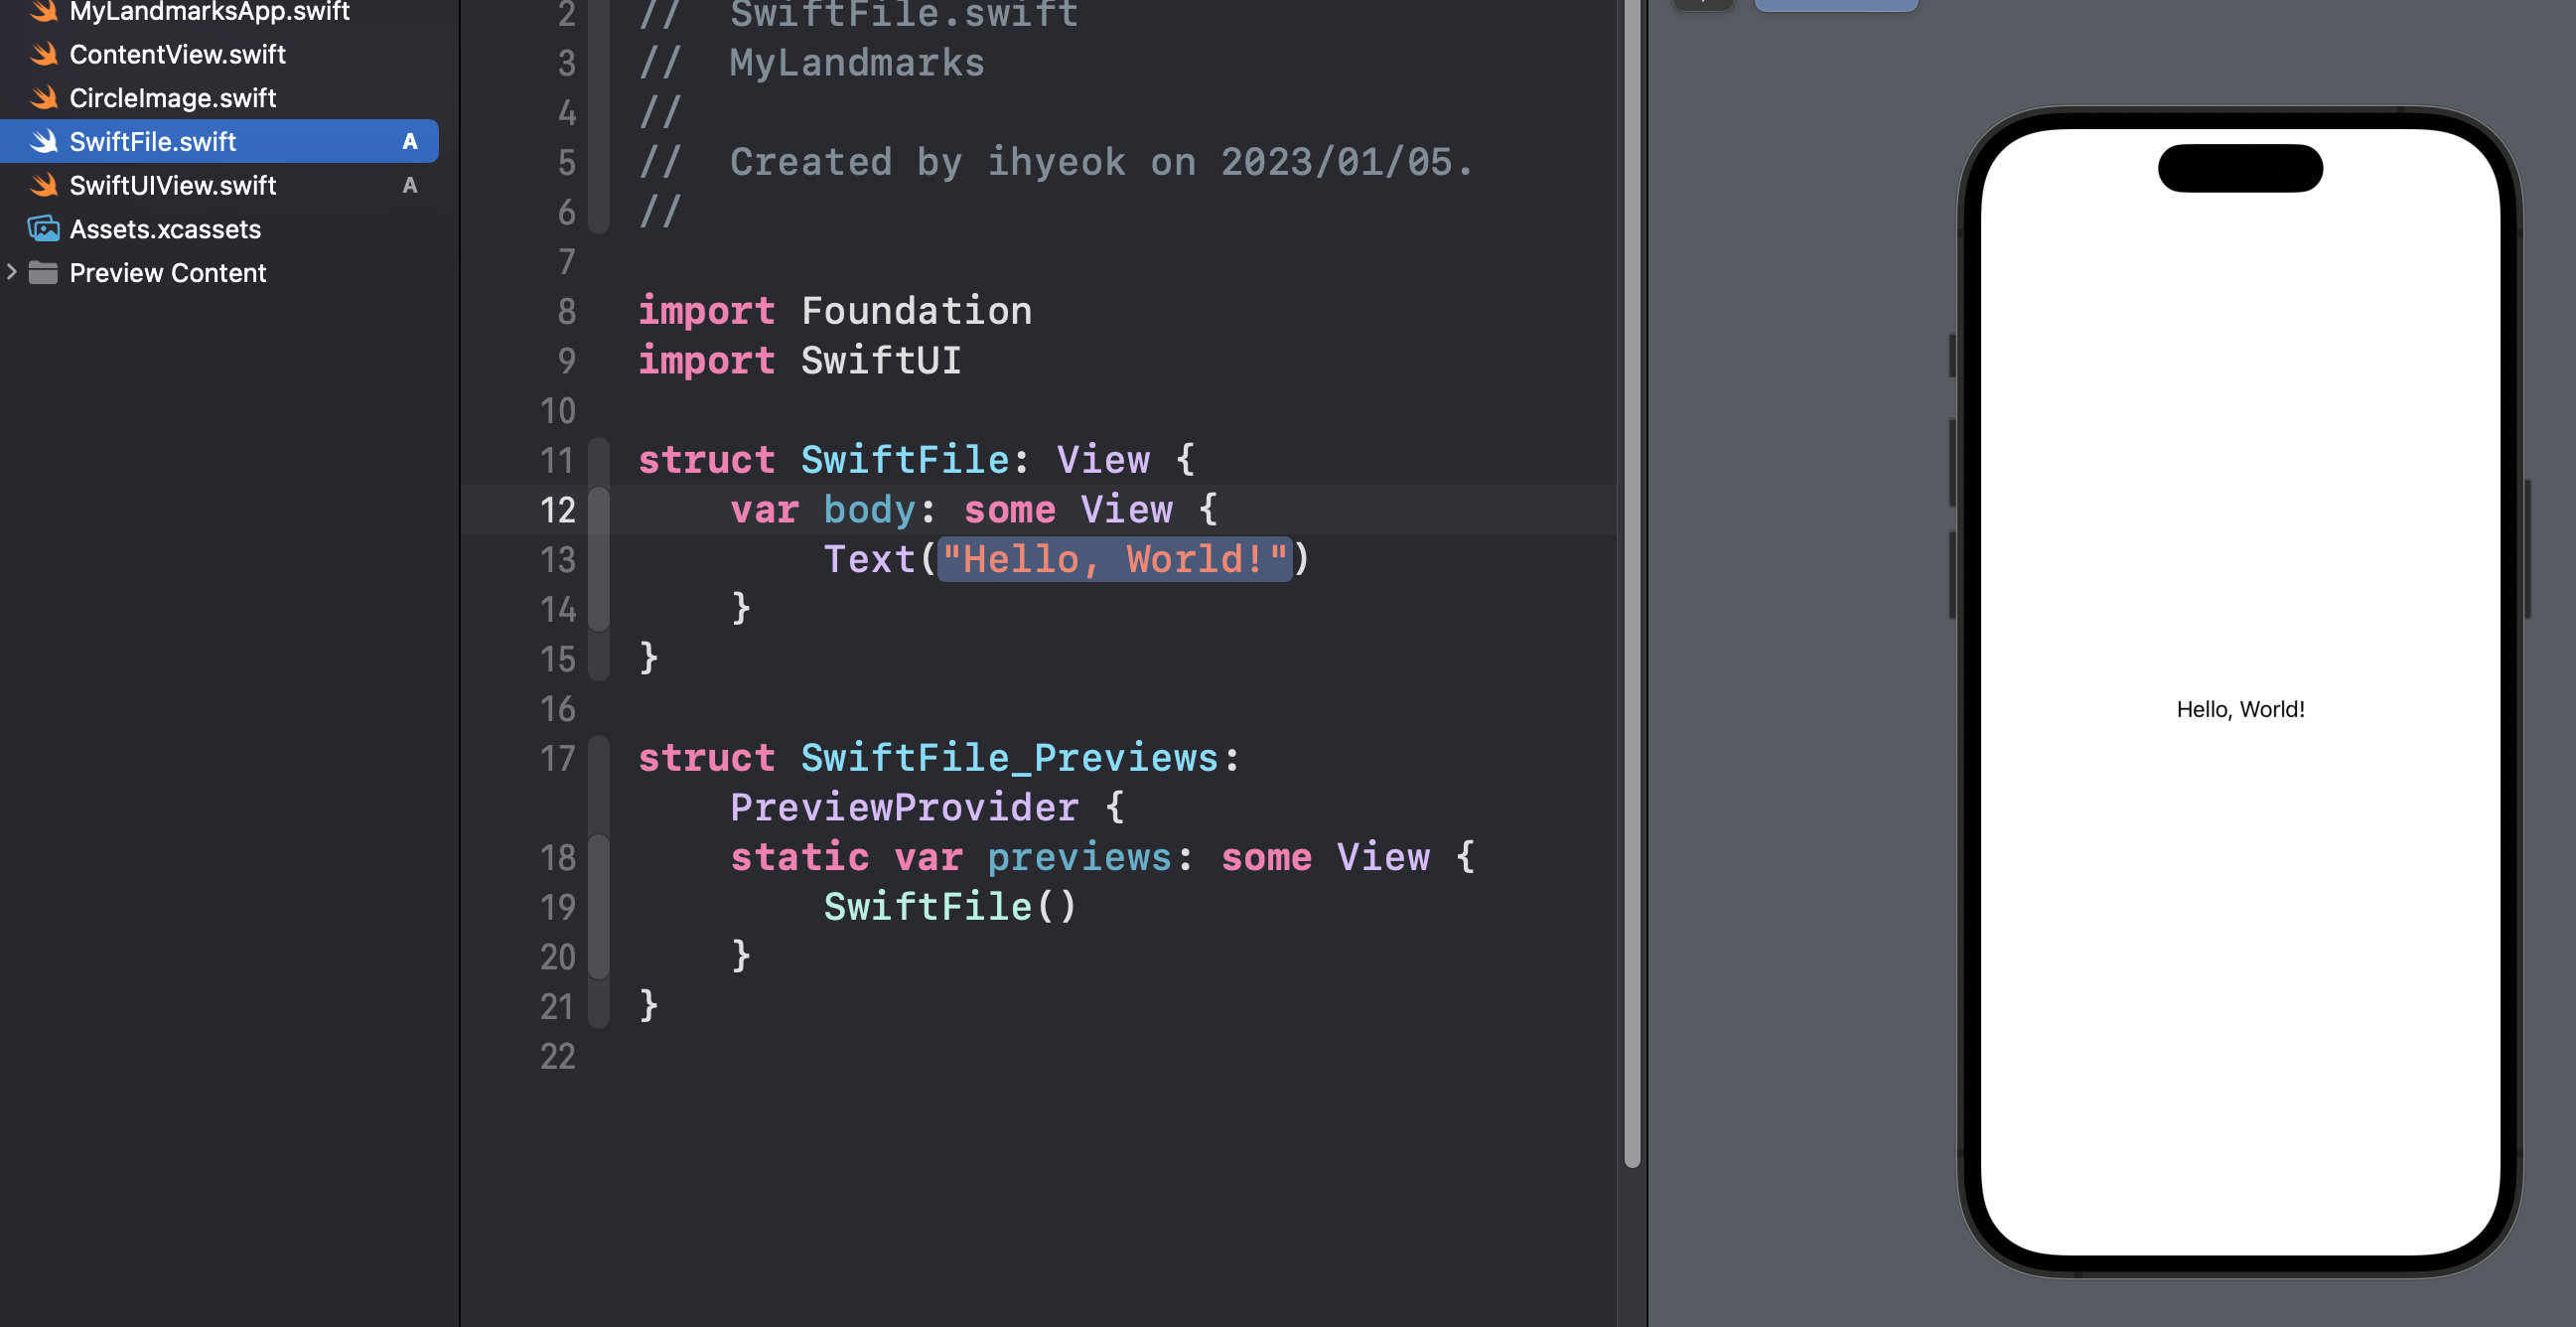 MyLandmarksApp.swift
ContentView.swift
CircleImage.swift
SwiftFile.swift A
SwiftUIView.swift A
Assets.xcassets
Preview Content
2 //  SwiftFile.swift
3 //  MyLandmarks
4 //
5 //  Created by ihyeok on 2023/01/05.
6 //
7
8 import Foundation
9 import SwiftUI
10
11 struct SwiftFile: View {
12     var body: some View {
13         Text("Hello, World!")
14     }
15 }
16
17 struct SwiftFile_Previews:
    PreviewProvider {
18     static var previews: some View {
19         SwiftFile()
20     }
21 }
22
Hello, World!